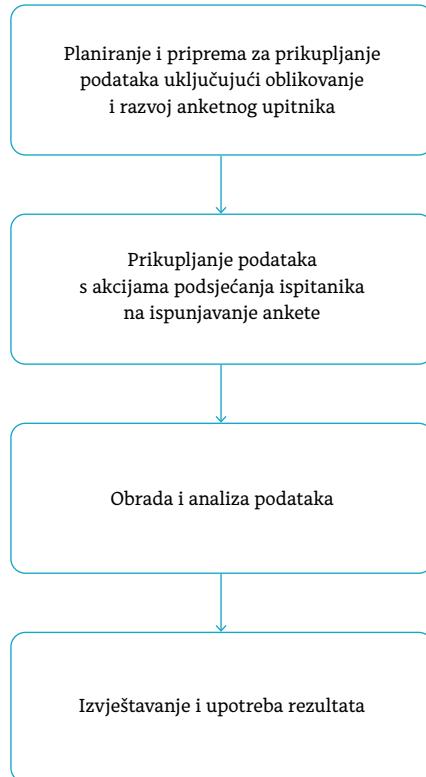 Planiranje i priprema za prikupljanje
podataka uključujući oblikovanje
i razvoj anketnog upitnika
Prikupljanje podataka
s akcijama podsjećanja ispitanika
na ispunjavanje ankete
Obrada i analiza podataka
Izvještavanje i upotreba rezultata